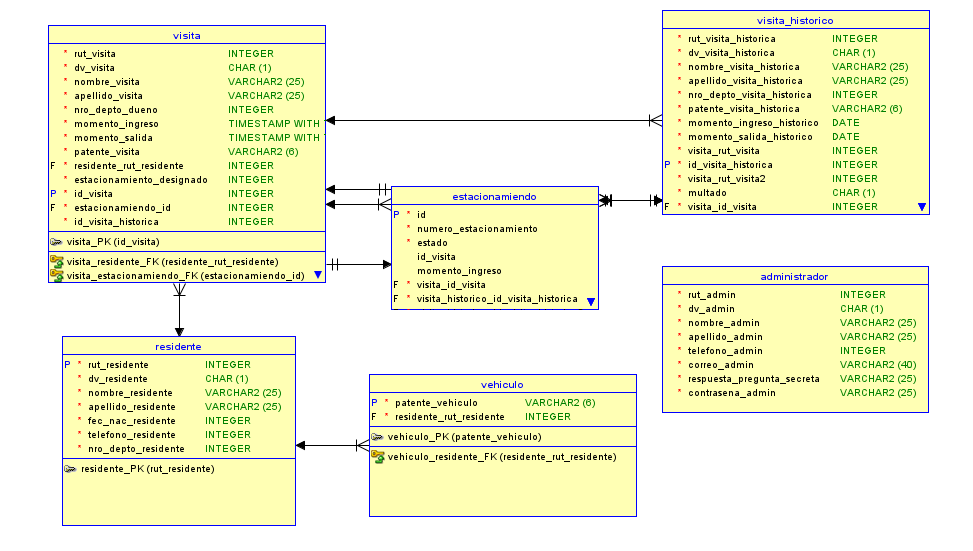 visita
* rut_visita INTEGER
* dv_visita CHAR (1)
* nombre_visita VARCHAR2 (25)
* apellido_visita VARCHAR2 (25)
* nro_depto_dueno INTEGER
* momento_ingreso TIMESTAMP WITH
* momento_salida TIMESTAMP WITH
* patente_visita VARCHAR2 (6)
F * residente_rut_residente INTEGER
* estacionamiento_designado INTEGER
P * id_visita INTEGER
F * estacionamiento_id INTEGER
* id_visita_historica INTEGER
visita_PK (id_visita)
visita_residente_FK (residente_rut_residente)
visita_estacionamiento_FK (estacionamiento_id)
visita_historico
* rut_visita_historica INTEGER
* dv_visita_historica CHAR (1)
* nombre_visita_historica VARCHAR2 (25)
* apellido_visita_historica VARCHAR2 (25)
* nro_depto_visita_historica INTEGER
* patente_visita_historica VARCHAR2 (6)
* momento_ingreso_historico DATE
* momento_salida_historico DATE
* visita_rut_visita INTEGER
P * id_visita_historica INTEGER
* visita_rut_visita2 INTEGER
* multado CHAR (1)
F * visita_id_visita INTEGER
estacionamiendo
P * id
* numero_estacionamiento
* estado
id_visita
momento_ingreso
F * visita_id_visita
F * visita_historico_id_visita_historica
administrador
* rut_admin INTEGER
* dv_admin CHAR (1)
* nombre_admin VARCHAR2 (25)
* apellido_admin VARCHAR2 (25)
* telefono_admin INTEGER
* correo_admin VARCHAR2 (40)
* respuesta_pregunta_secreta VARCHAR2 (25)
* contrasena_admin VARCHAR2 (25)
residente
P * rut_residente INTEGER
* dv_residente CHAR (1)
* nombre_residente VARCHAR2 (25)
* apellido_residente VARCHAR2 (25)
* fec_nac_residente INTEGER
* telefono_residente INTEGER
* nro_depto_residente INTEGER
residente_PK (rut_residente)
vehiculo
P * patente_vehiculo VARCHAR2 (6)
F * residente_rut_residente INTEGER
vehiculo_PK (patente_vehiculo)
vehiculo_residente_FK (residente_rut_residente)